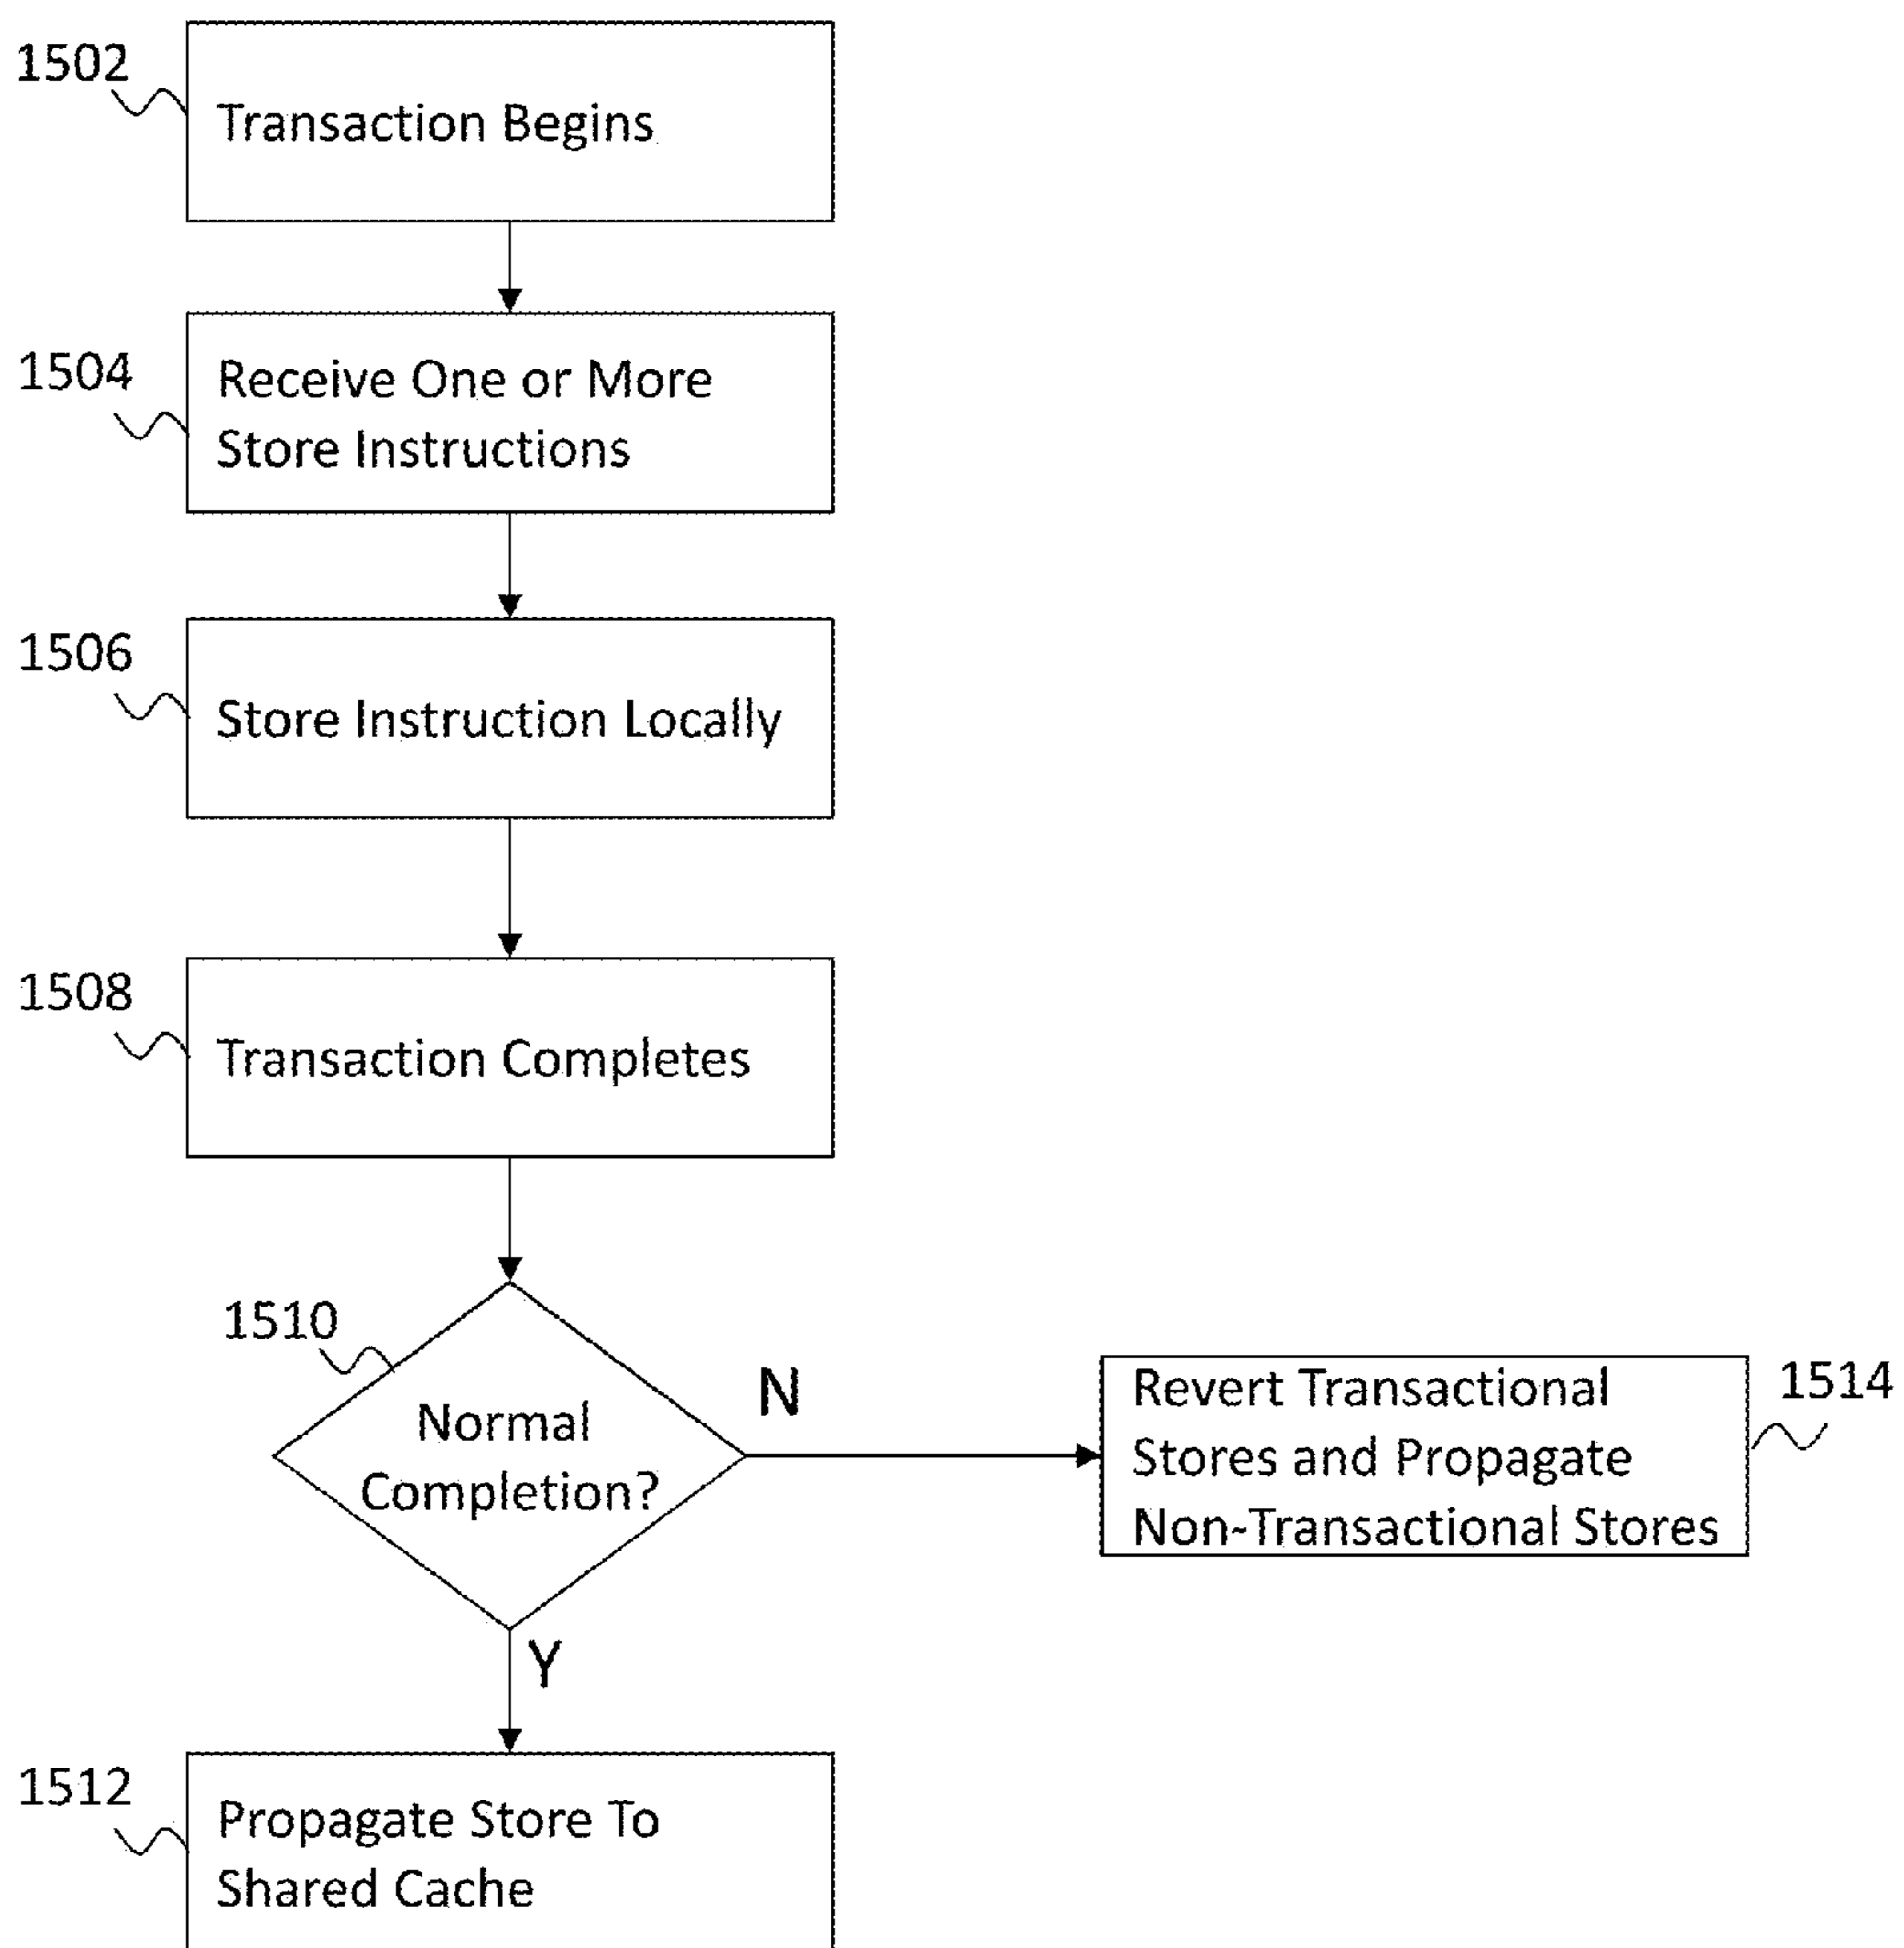 1502
Transaction Begins
1504
Receive One or More
Store Instructions
1506
Store Instruction Locally
1508
Transaction Completes
1510
Normal
Completion?
N
Revert Transactional
Stores and Propagate
Non-Transactional Stores
1514
Y
1512
Propagate Store To
Shared Cache